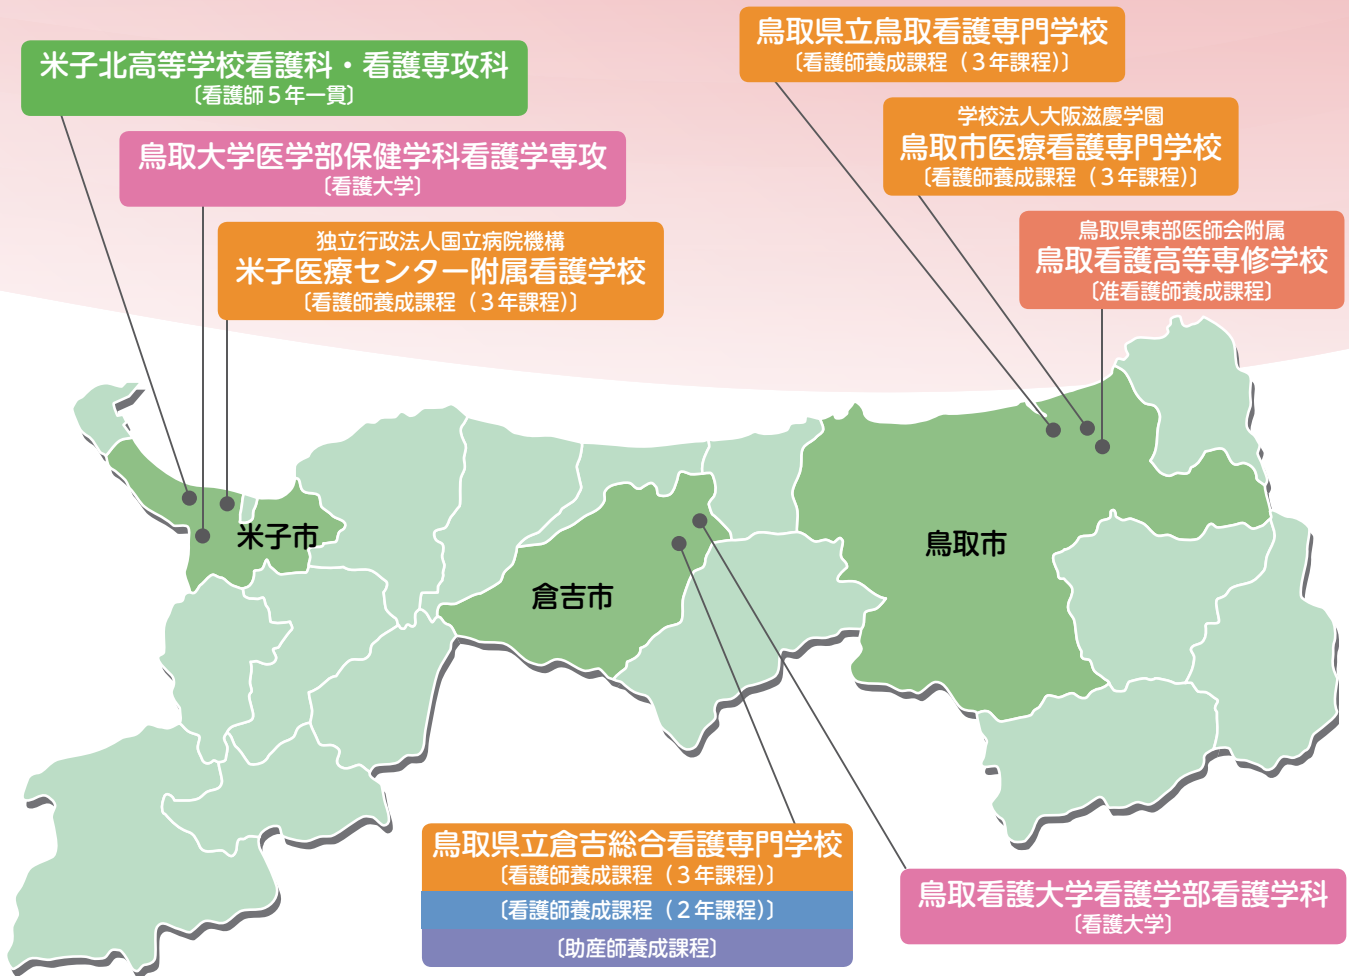 米子北高等学校看護科・看護専攻科
〔看護師５年一貫〕
鳥取大学医学部保健学科看護学専攻
〔看護大学〕
独立行政法人国立病院機構
米子医療センター附属看護学校
〔看護師養成課程（３年課程）〕
鳥取県立鳥取看護専門学校
〔看護師養成課程（３年課程）〕
学校法人大阪滋慶学園
鳥取市医療看護専門学校
〔看護師養成課程（３年課程）〕
鳥取県東部医師会附属
鳥取看護高等専修学校
〔准看護師養成課程〕
米子市
倉吉市
鳥取市
鳥取県立倉吉総合看護専門学校
〔看護師養成課程（３年課程）〕
〔看護師養成課程（２年課程）〕
〔助産師養成課程〕
鳥取看護大学看護学部看護学科
〔看護大学〕